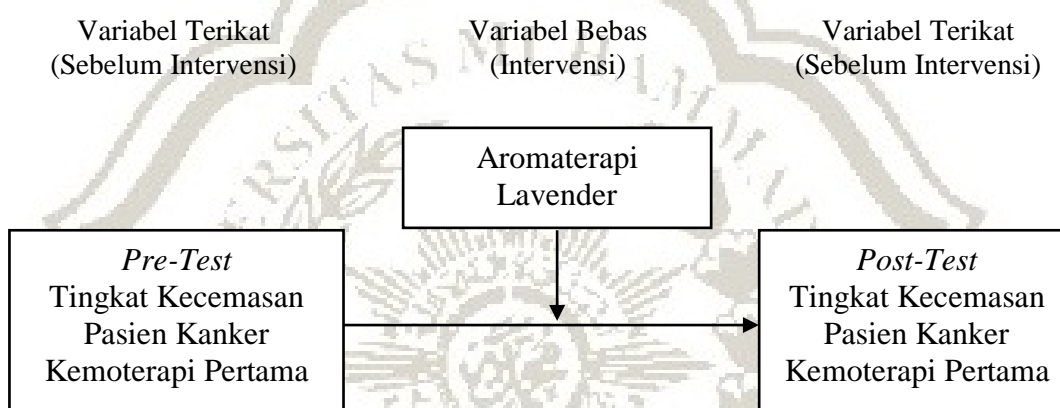 Variabel Terikat
(Sebelum Intervensi)
Variabel Bebas
(Intervensi)
Variabel Terikat
(Sebelum Intervensi)
Aromaterapi
Lavender
Pre-Test
Tingkat Kecemasan
Pasien Kanker
Kemoterapi Pertama
Post-Test
Tingkat Kecemasan
Pasien Kanker
Kemoterapi Pertama